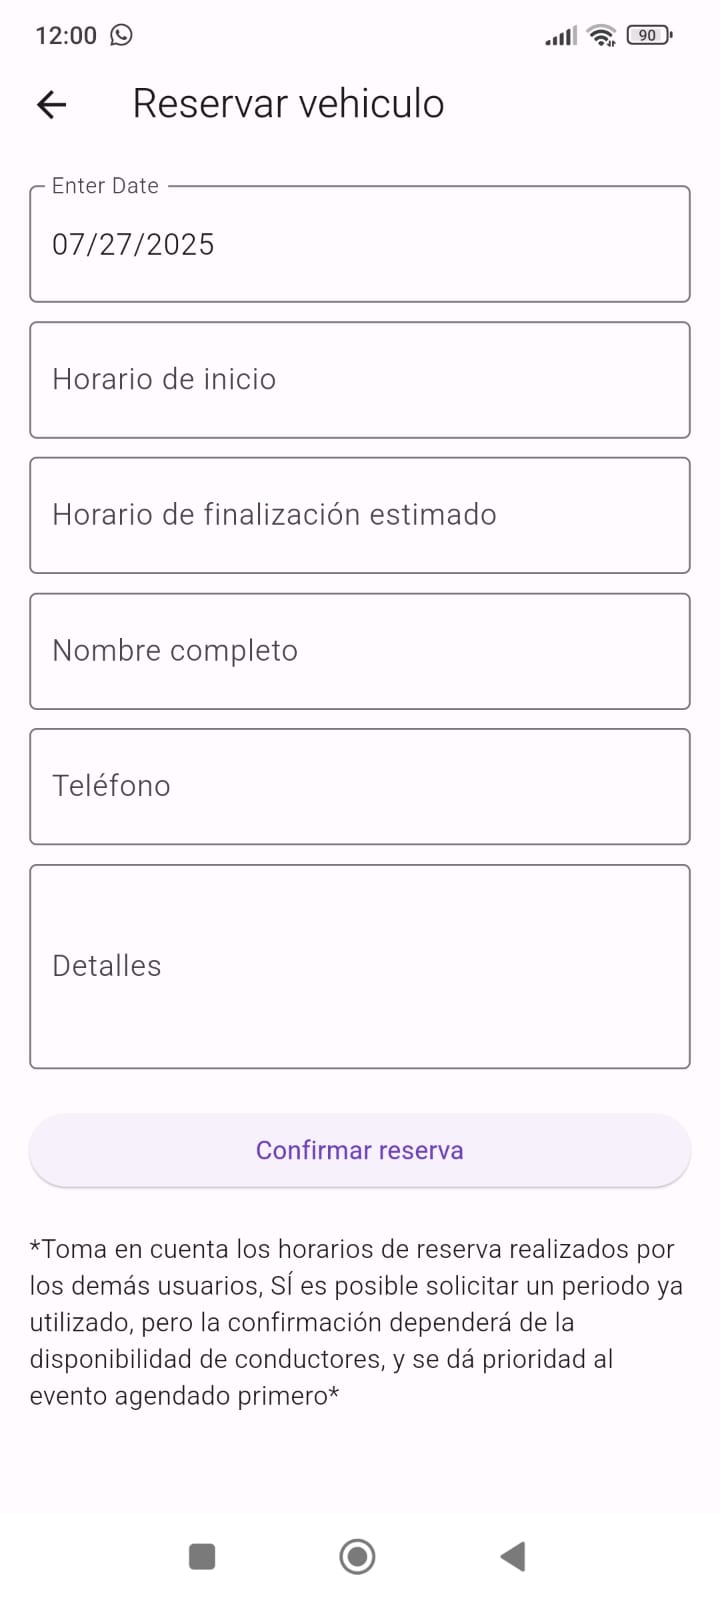 12:00
90
Reservar vehiculo
Enter Date
07/27/2025
Horario de inicio
Horario de finalización estimado
Nombre completo
Teléfono
Detalles
Confirmar reserva
*Toma en cuenta los horarios de reserva realizados por
los demás usuarios, SÍ es posible solicitar un periodo ya
utilizado, pero la confirmación dependerá de la
disponibilidad de conductores, y se dá prioridad al
evento agendado primero*